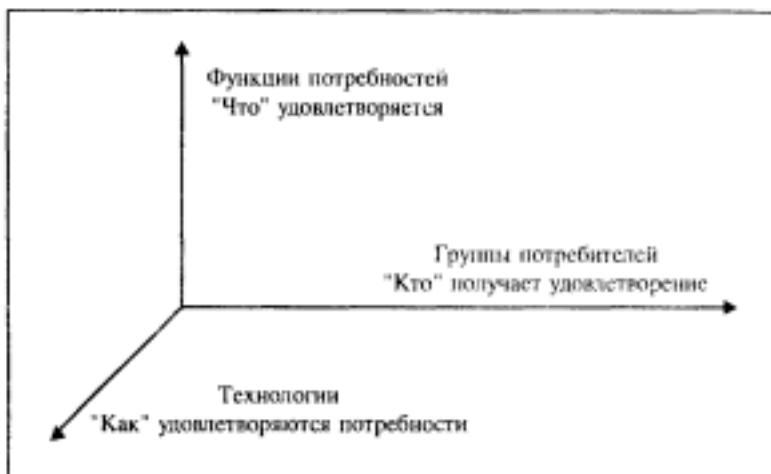 Функции потребностей
"Что" удовлетворяется
Группы потребителей
"Кто" получает удовлетворение
Технологии
"Как" удовлетворяются потребности